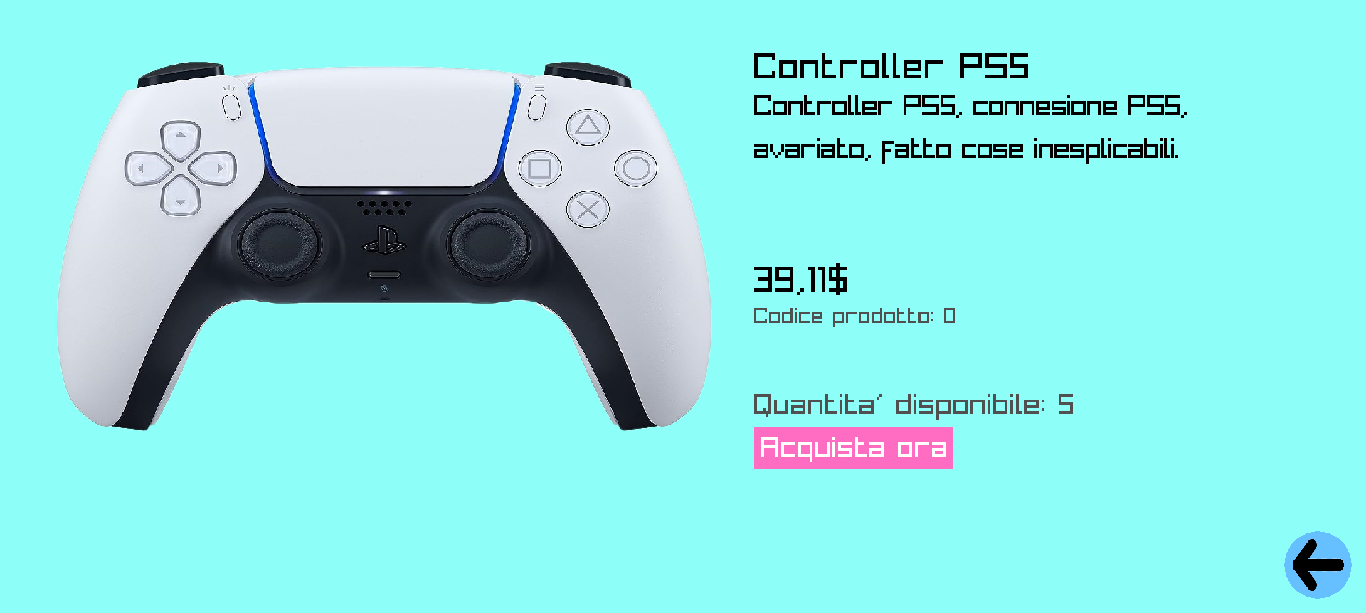 Controller PS5
Controller PS5, connesione PS5,
avariato, fatto cose inesplicabili.
39,11$
Codice prodotto: 0
Quantita' disponibile: 5
Acquista ora